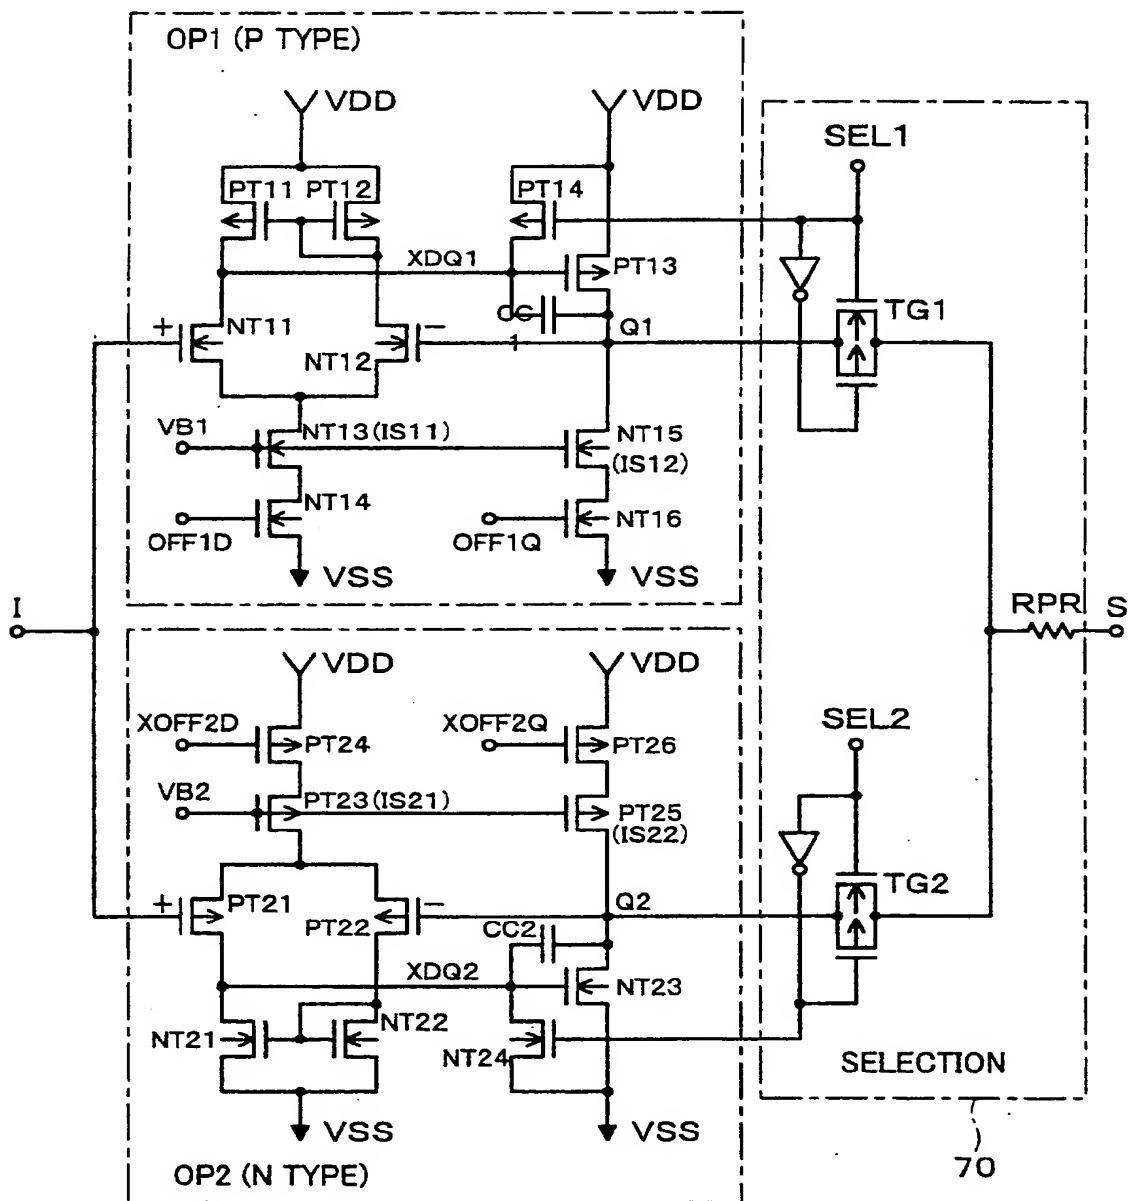 OP1 (P TYPE)
VDD
VDD
SEL1
PT11
PT12
PT14
XDQ1
PT13
TG1
+
NT11
CC
1
Q1
−
NT12
VB1
NT13(IS11)
NT15
(IS12)
NT14
NT16
OFF1D
OFF1Q
VSS
VSS
I
RPR
S
VDD
VDD
XOFF2D
XOFF2Q
SEL2
PT24
PT26
VB2
PT23(IS21)
PT25
(IS22)
+
PT21
−
Q2
TG2
PT22
CC2
XDQ2
NT23
NT21
NT22
NT24
SELECTION
VSS
VSS
70
OP2 (N TYPE)